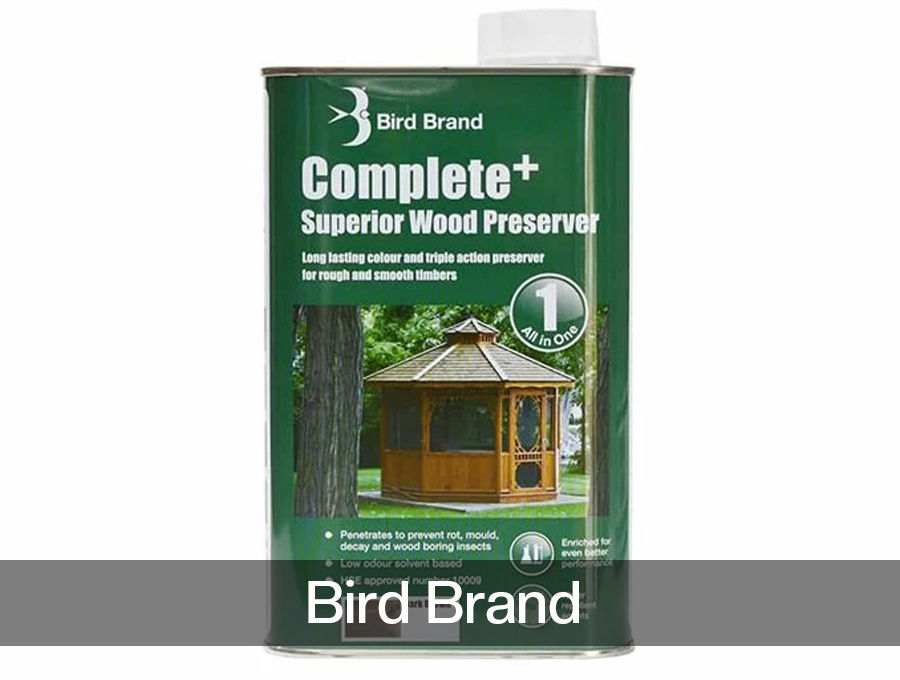 Bird Brand
Complete+
Superior Wood Preserver
Long lasting colour and triple action preserver
for rough and smooth timbers
1
All in One
Penetrates to prevent rot, mould,
decay and wood boring insects
Low odour solvent based
HSE approved number 10009
Enriched for
even better
performance
Bird Brand